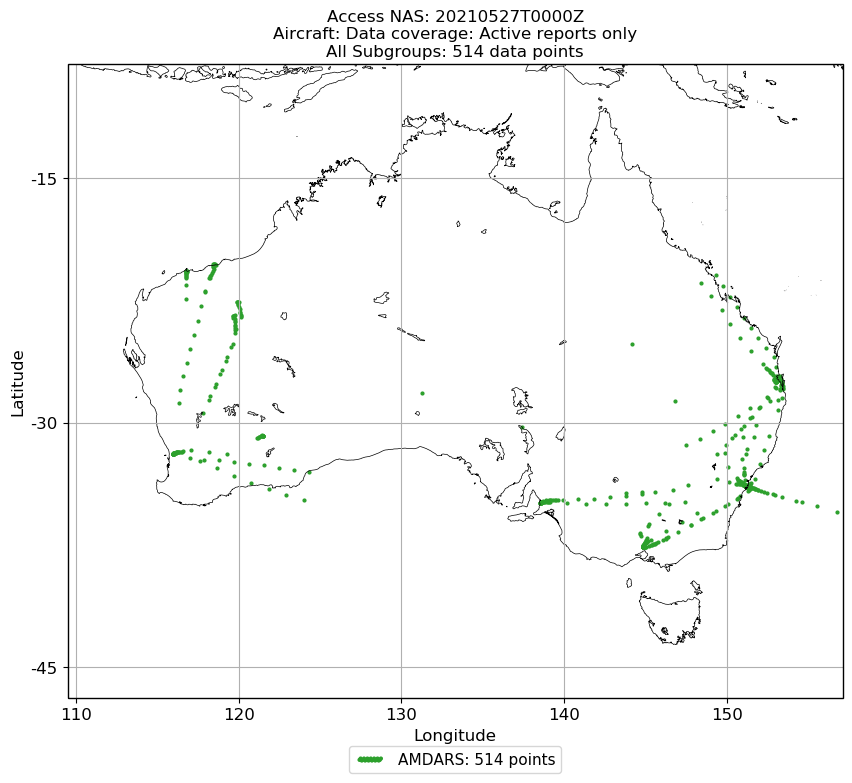 Access NAS: 20210527T0000Z
Aircraft: Data coverage: Active reports only
All Subgroups: 514 data points
Latitude
-15
-30
-45
110
120
130
140
150
Longitude
AMDARS: 514 points